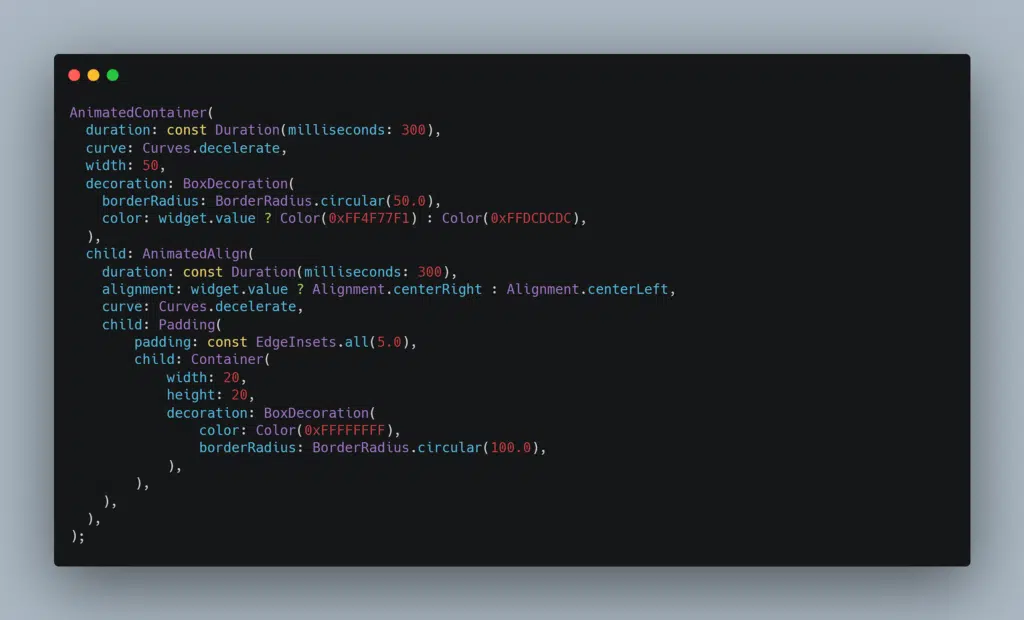 AnimatedContainer(
  duration: const Duration(milliseconds: 300),
  curve: Curves.decelerate,
  width: 50,
  decoration: BoxDecoration(
    borderRadius: BorderRadius.circular(50.0),
    color: widget.value ? Color(0xFF4F77F1) : Color(0xFFDCDCDC),
  ),
  child: AnimatedAlign(
    duration: const Duration(milliseconds: 300),
    alignment: widget.value ? Alignment.centerRight : Alignment.centerLeft,
    curve: Curves.decelerate,
    child: Padding(
        padding: const EdgeInsets.all(5.0),
        child: Container(
            width: 20,
            height: 20,
            decoration: BoxDecoration(
                color: Color(0xFFFFFFFF),
                borderRadius: BorderRadius.circular(100.0),
            ),
        ),
    ),
  ),
);